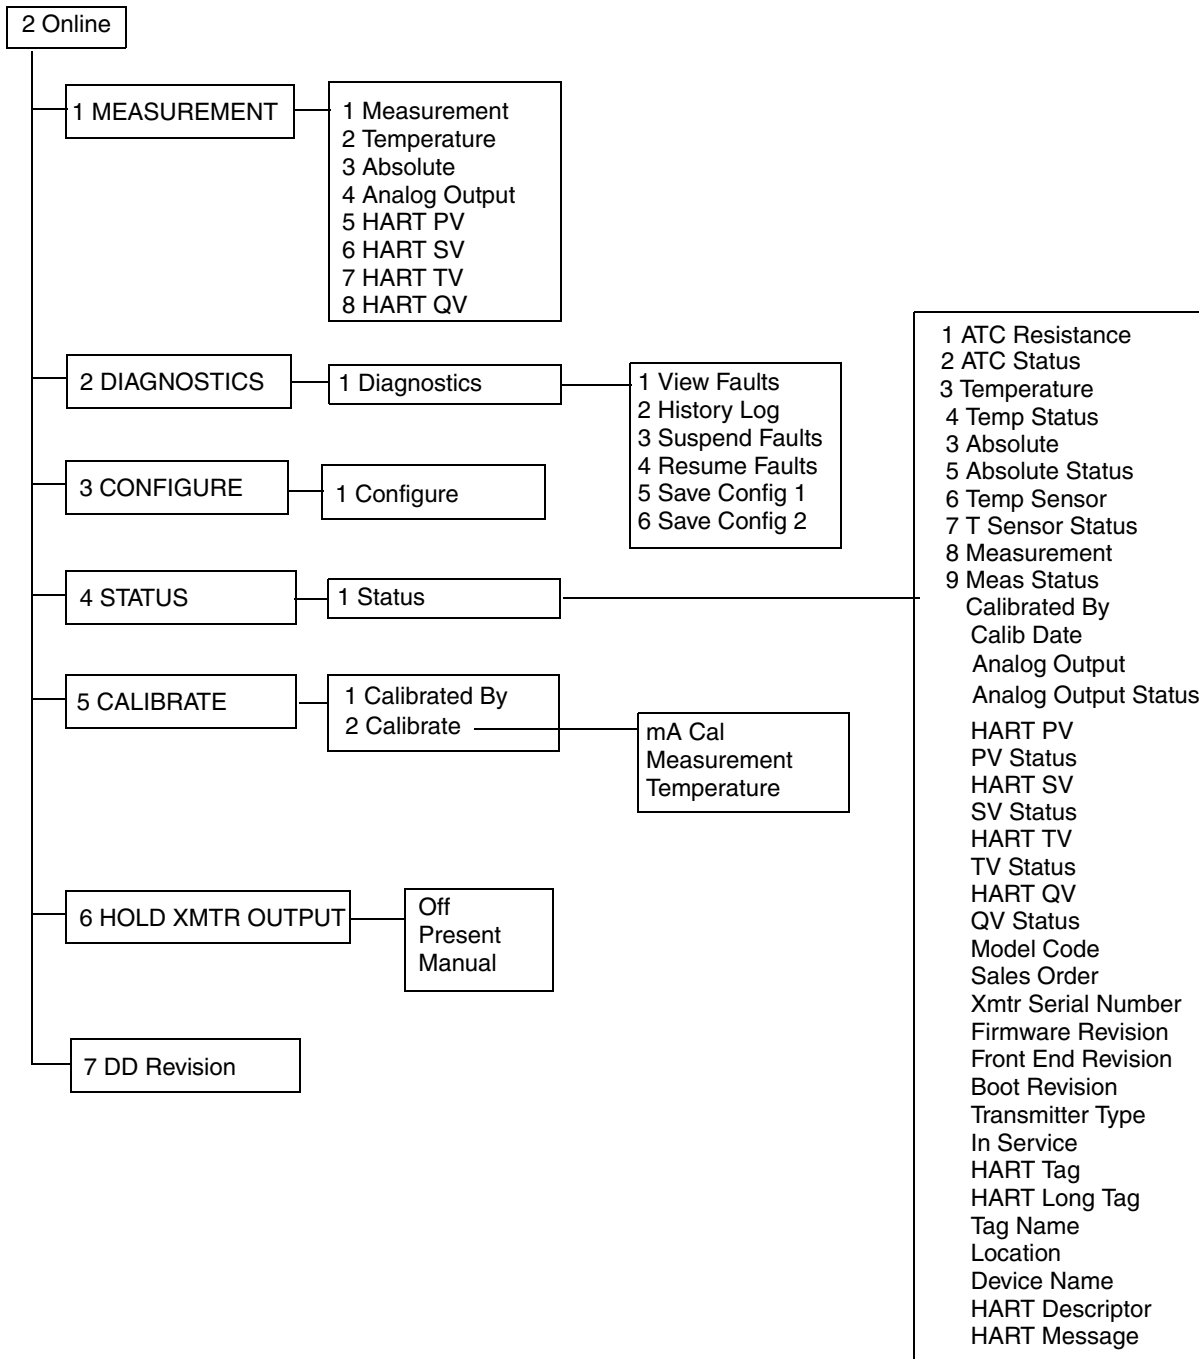 2 Online
1 MEASUREMENT
1 Measurement
2 Temperature
3 Absolute
4 Analog Output
5 HART PV
6 HART SV
7 HART TV
8 HART QV
2 DIAGNOSTICS
1 Diagnostics
1 View Faults
2 History Log
3 Suspend Faults
4 Resume Faults
5 Save Config 1
6 Save Config 2
3 CONFIGURE
1 Configure
4 STATUS
1 Status
1 ATC Resistance
2 ATC Status
3 Temperature
4 Temp Status
3 Absolute
5 Absolute Status
6 Temp Sensor
7 T Sensor Status
8 Measurement
9 Meas Status
Calibrated By
Calib Date
Analog Output
Analog Output Status
HART PV
PV Status
HART SV
SV Status
HART TV
TV Status
HART QV
QV Status
Model Code
Sales Order
Xmtr Serial Number
Firmware Revision
Front End Revision
Boot Revision
Transmitter Type
In Service
HART Tag
HART Long Tag
Tag Name
Location
Device Name
HART Descriptor
HART Message
5 CALIBRATE
1 Calibrated By
2 Calibrate
mA Cal
Measurement
Temperature
6 HOLD XMTR OUTPUT
Off
Present
Manual
7 DD Revision